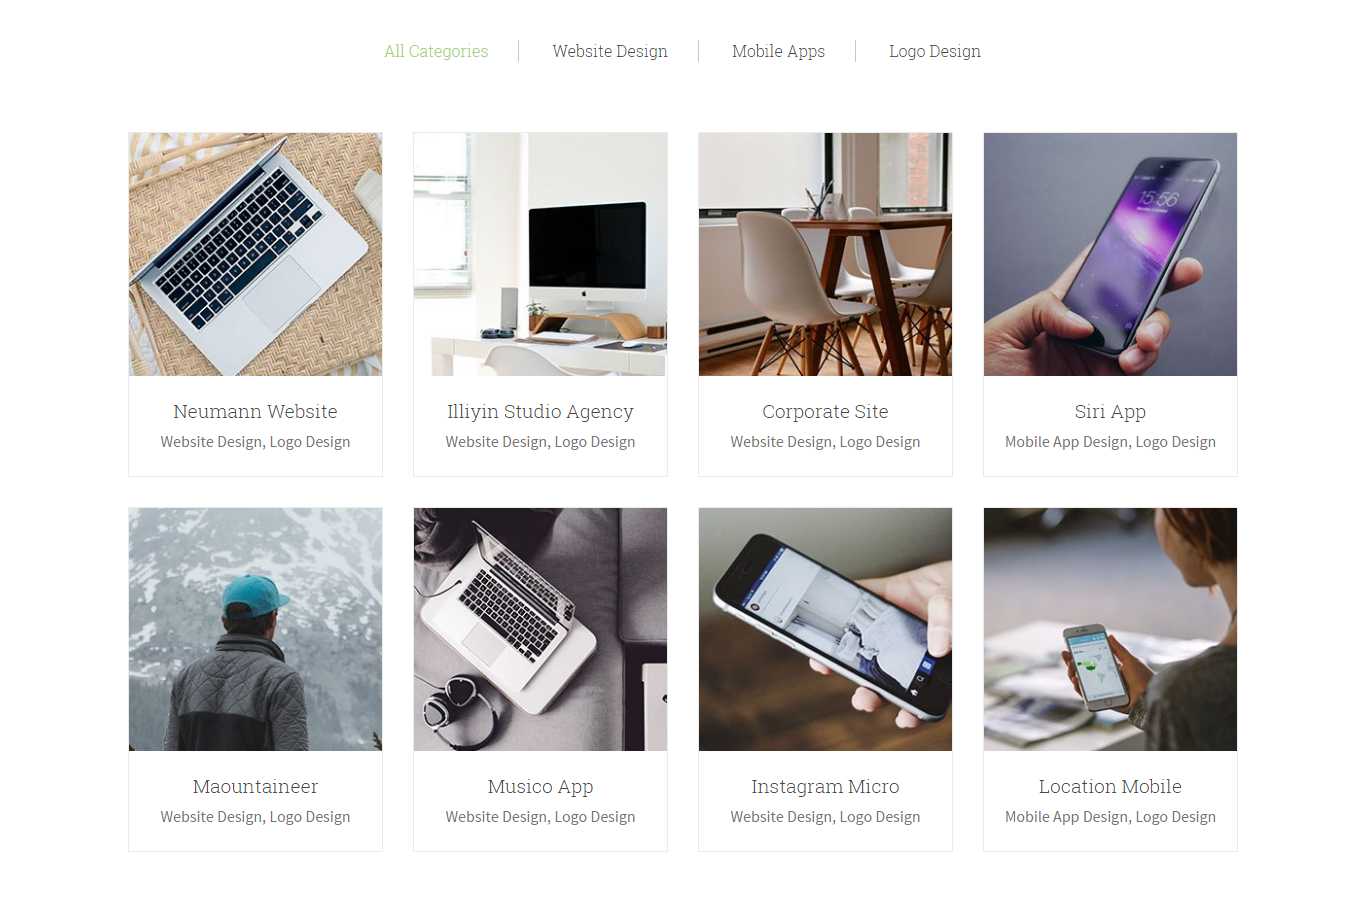 All Categories
Website Design
Mobile Apps
Logo Design
15:56
Neumann Website
Website Design, Logo Design
Illiyin Studio Agency
Website Design, Logo Design
Corporate Site
Website Design, Logo Design
Siri App
Mobile App Design, Logo Design
Maountaineer
Website Design, Logo Design
Musico App
Website Design, Logo Design
Instagram Micro
Website Design, Logo Design
Location Mobile
Mobile App Design, Logo Design